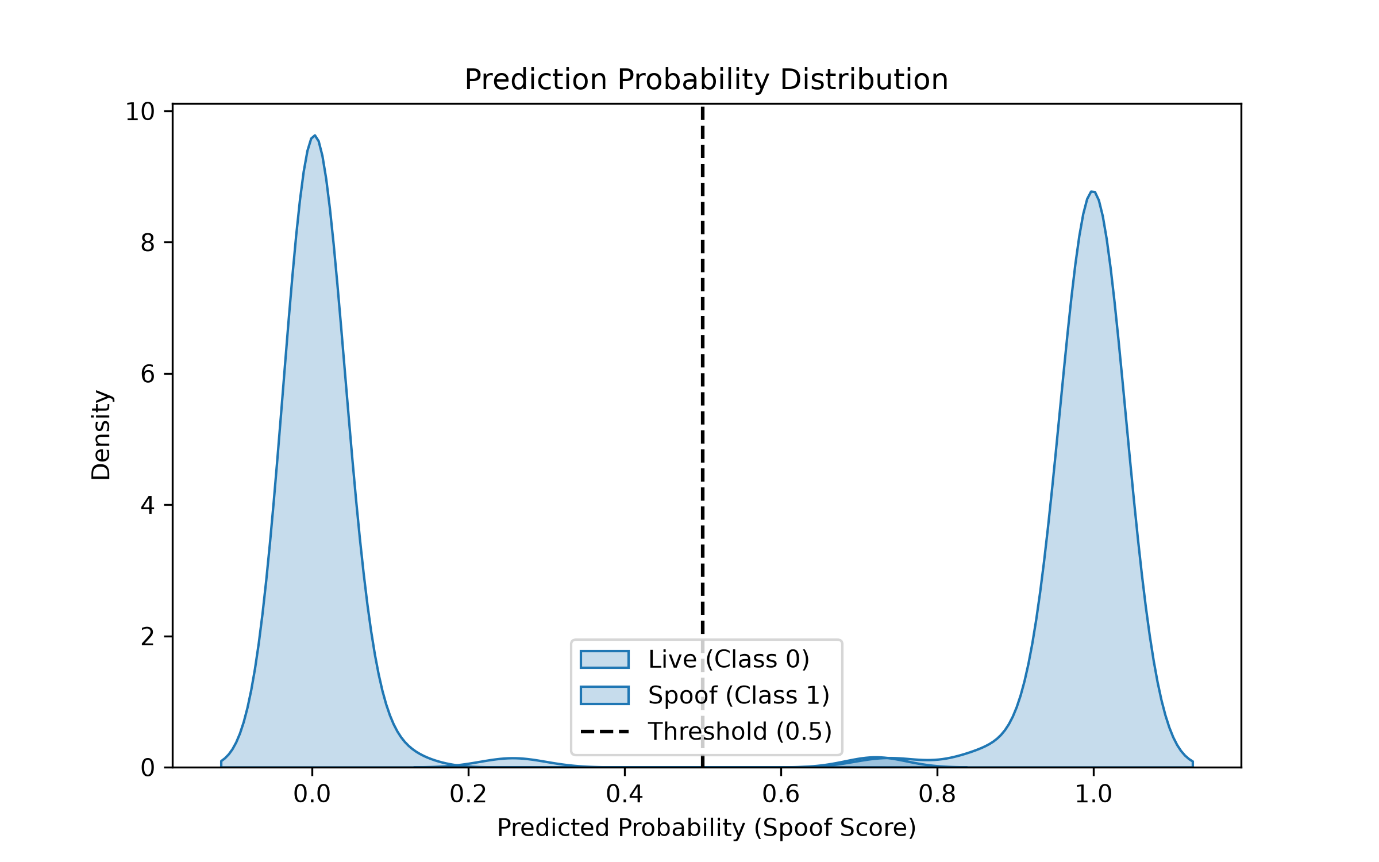 Prediction Probability Distribution
10
8
6
4
2
0
Density
Live (Class 0)
Spoof (Class 1)
Threshold (0.5)
0.0 0.2 0.4 0.6 0.8 1.0
Predicted Probability (Spoof Score)